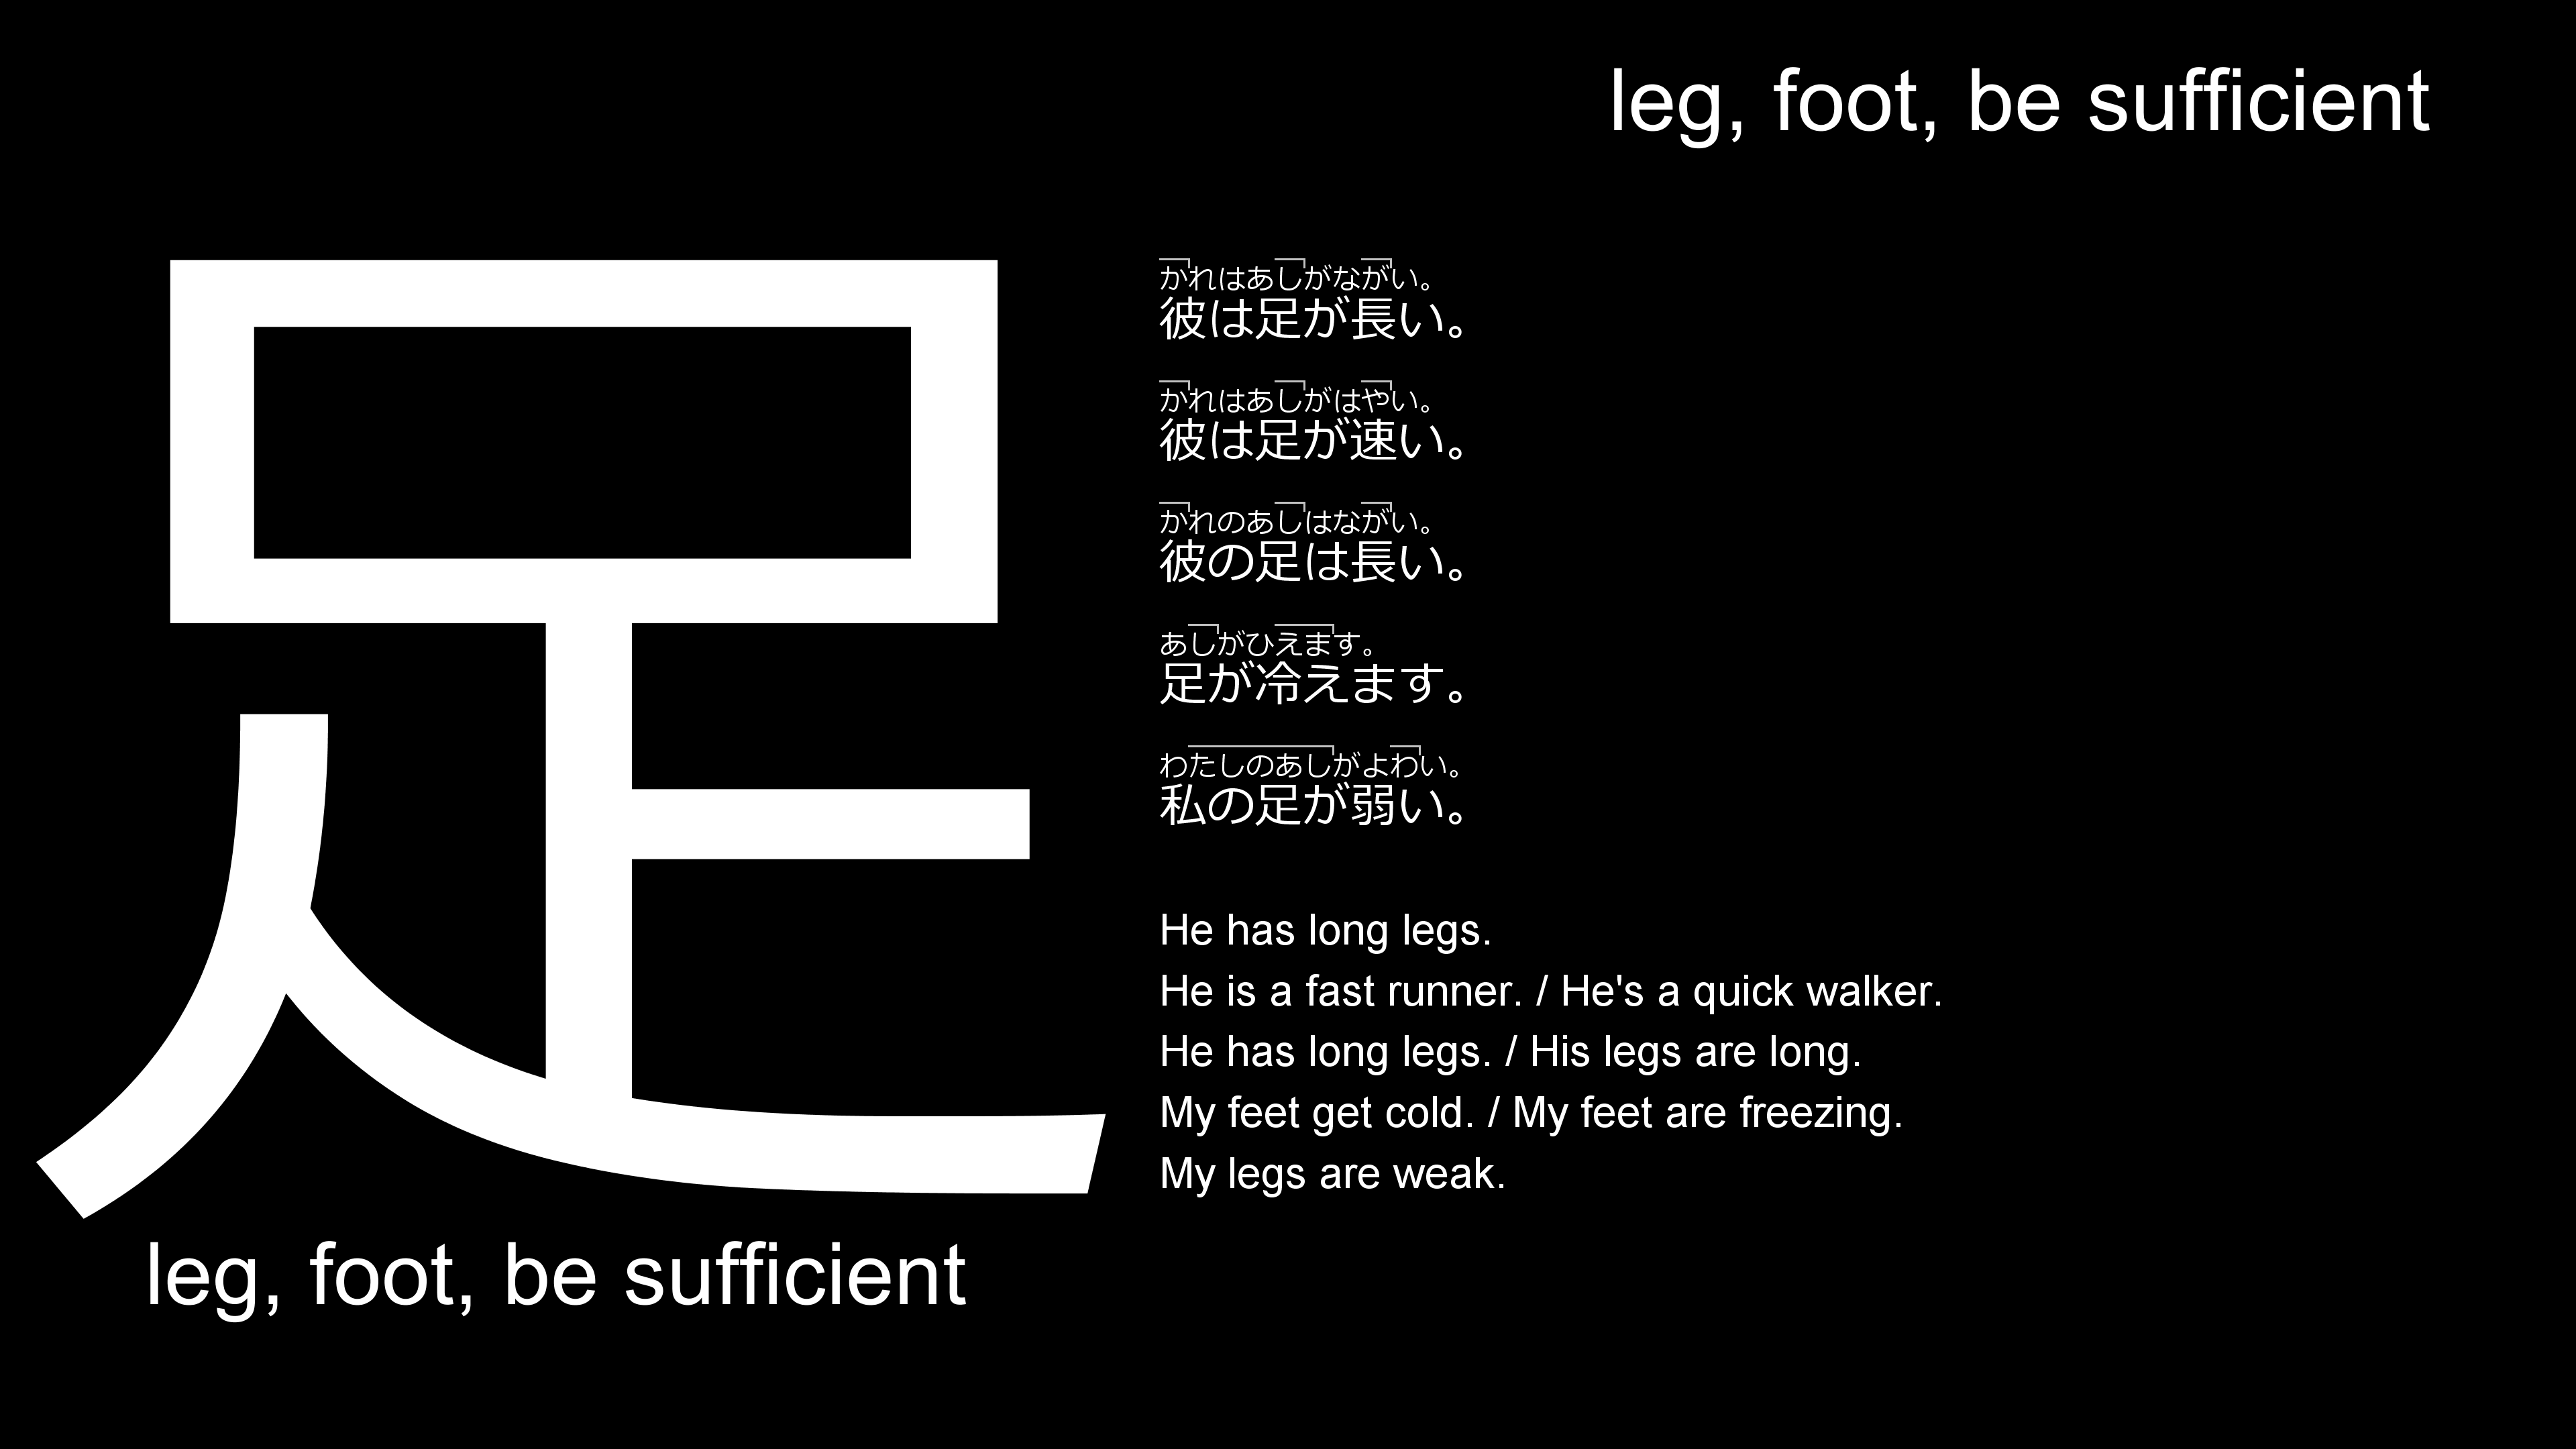 leg, foot, be sufficient
足
leg, foot, be sufficient
かれはあしがながい。
彼は足が長い。
かれはあしがはやい。
彼は足が速い。
かれのあしはながい。
彼の足は長い。
あしがひえます。
足が冷えます。
わたしのあしがよわい。
私の足が弱い。
He has long legs.
He is a fast runner. / He's a quick walker.
He has long legs. / His legs are long.
My feet get cold. / My feet are freezing.
My legs are weak.